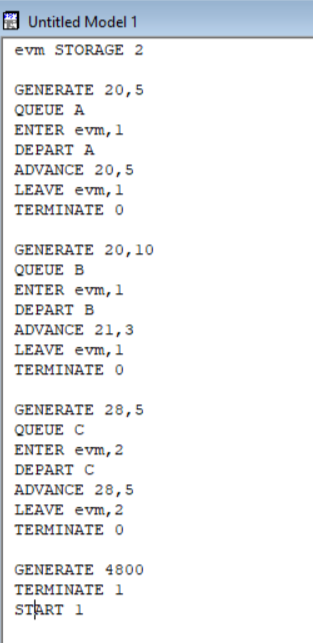 Untitled Model 1
evm STORAGE 2
GENERATE 20,5
QUEUE A
ENTER evm,1
DEPART A
ADVANCE 20,5
LEAVE evm,1
TERMINATE 0
GENERATE 20,10
QUEUE B
ENTER evm,1
DEPART B
ADVANCE 21,3
LEAVE evm,1
TERMINATE 0
GENERATE 28,5
QUEUE C
ENTER evm,2
DEPART C
ADVANCE 28,5
LEAVE evm,2
TERMINATE 0
GENERATE 4800
TERMINATE 1
START 1